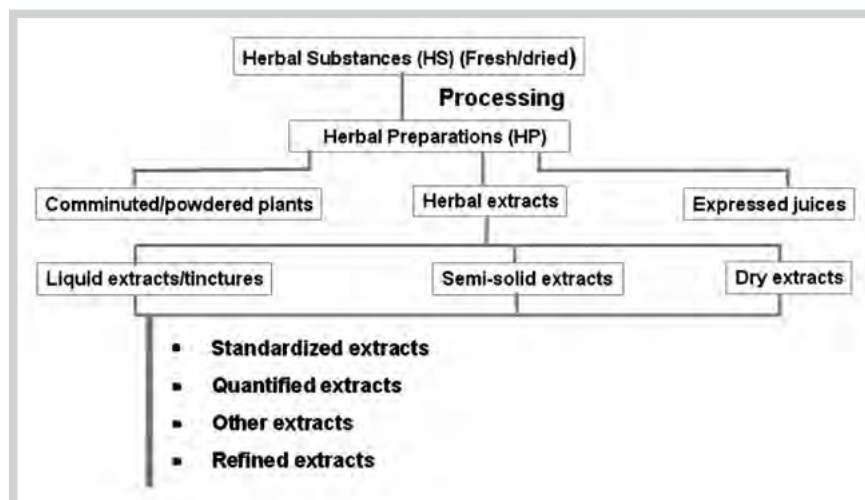 Herbal Substances (HS) (Fresh/dried)
Processing
Herbal Preparations (HP)
Comminuted/powdered plants
Herbal extracts
Expressed juices
Liquid extracts/tinctures
Semi-solid extracts
Dry extracts
▪ Standardized extracts
▪ Quantified extracts
▪ Other extracts
▪ Refined extracts